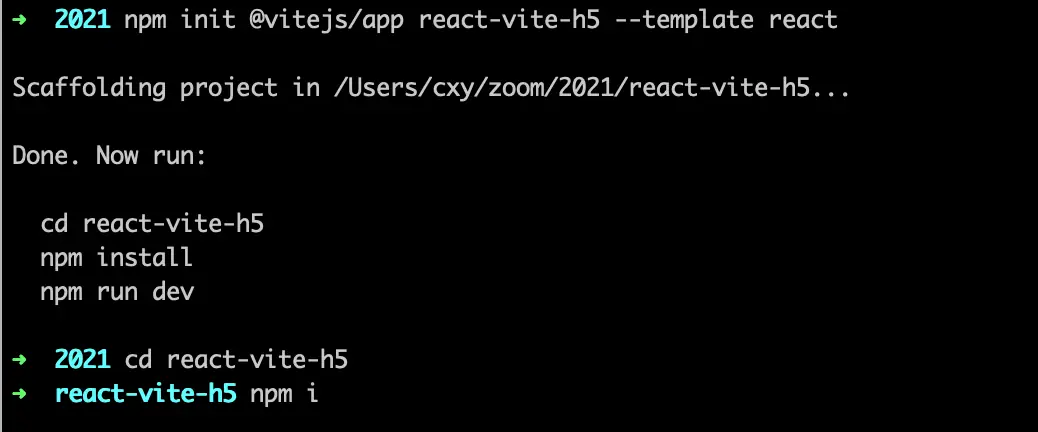 ➜  2021 npm init @vitejs/app react-vite-h5 --template react
Scaffolding project in /Users/cxy/zoom/2021/react-vite-h5...
Done. Now run:
cd react-vite-h5
npm install
npm run dev
➜  2021 cd react-vite-h5
➜  react-vite-h5 npm i